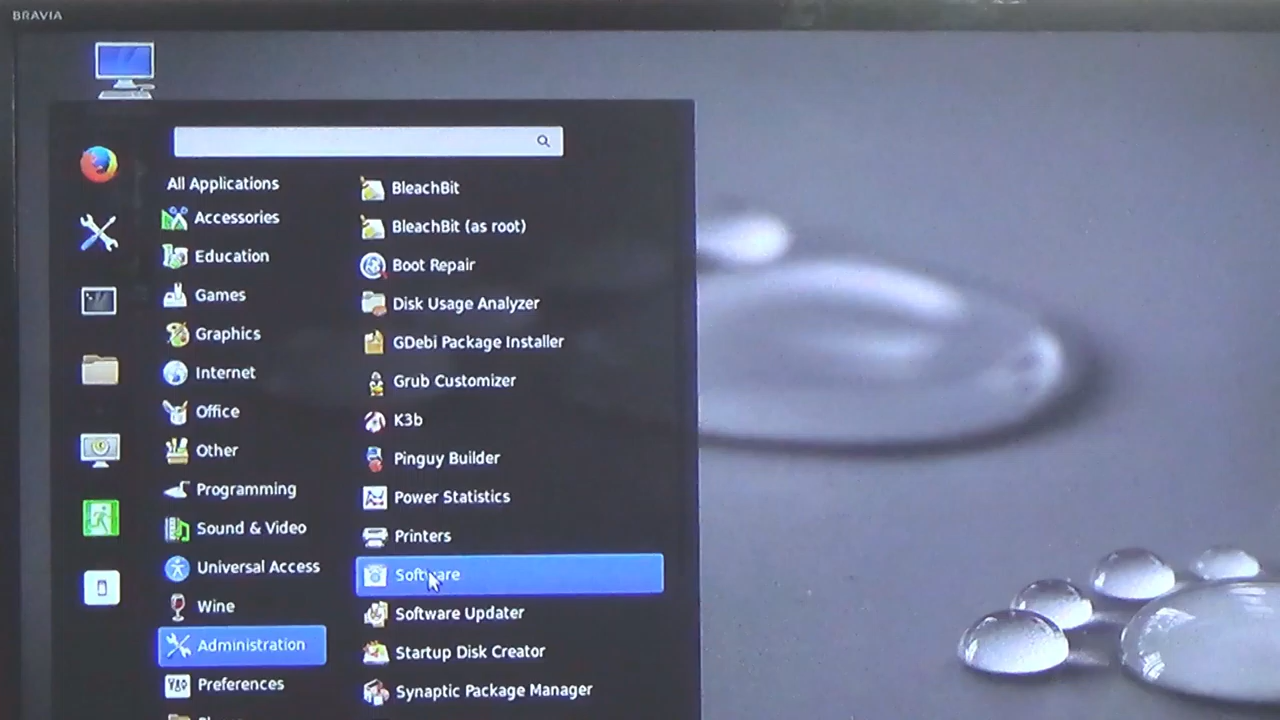 BRAVIA
All Applications
Accessories
Education
Games
Graphics
Internet
Office
Other
Programming
Sound & Video
Universal Access
Wine
Administration
Preferences
BleachBit
BleachBit (as root)
Boot Repair
Disk Usage Analyzer
GDebi Package Installer
Grub Customizer
K3b
Pinguy Builder
Power Statistics
Printers
Software
Software Updater
Startup Disk Creator
Synaptic Package Manager